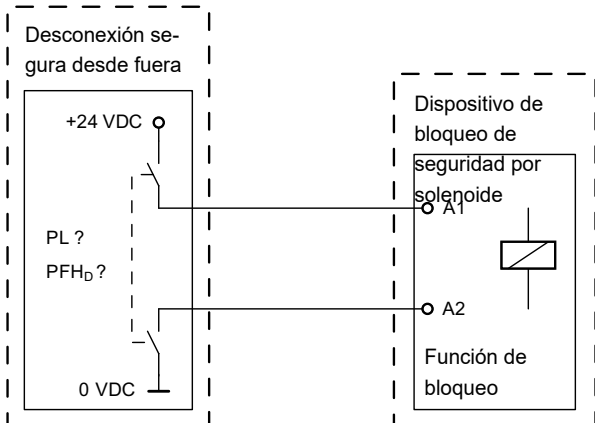 Desconexión se-
gura desde fuera
+24 VDC
PL ?
PFHD ?
0 VDC
Dispositivo de
bloqueo de
seguridad por
solenoide
A1
A2
Función de
bloqueo